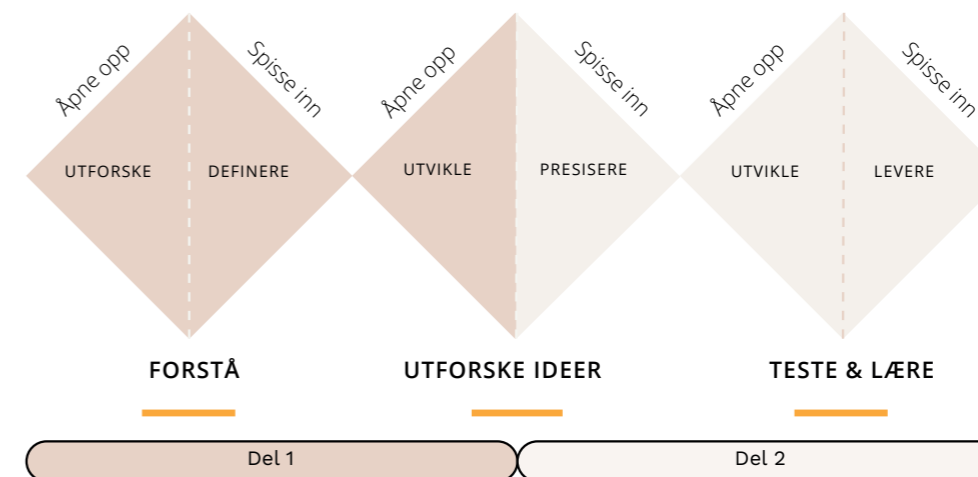 Åpne opp
Spisse inn
Åpne opp
Spisse inn
Åpne opp
Spisse inn
UTFORSKE
DEFINERE
UTVIKLE
PRESISERE
UTVIKLE
LEVERE
FORSTÅ
UTFORSKE IDEER
TESTE & LÆRE
Del 1
Del 2